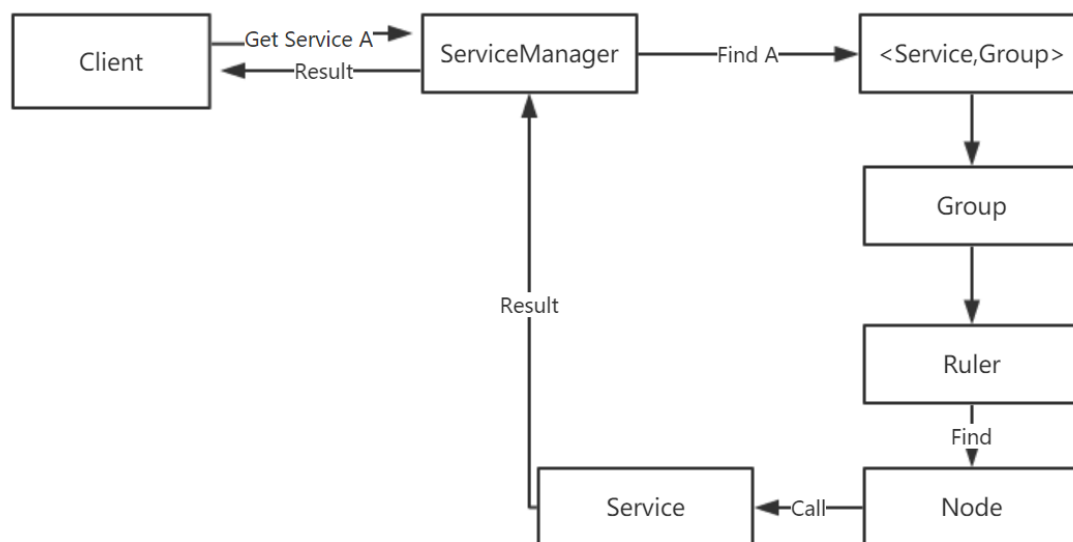 Client
Get Service A
Result
ServiceManager
Find A
<Service,Group>
Group
Result
Ruler
Find
Service
Call
Node